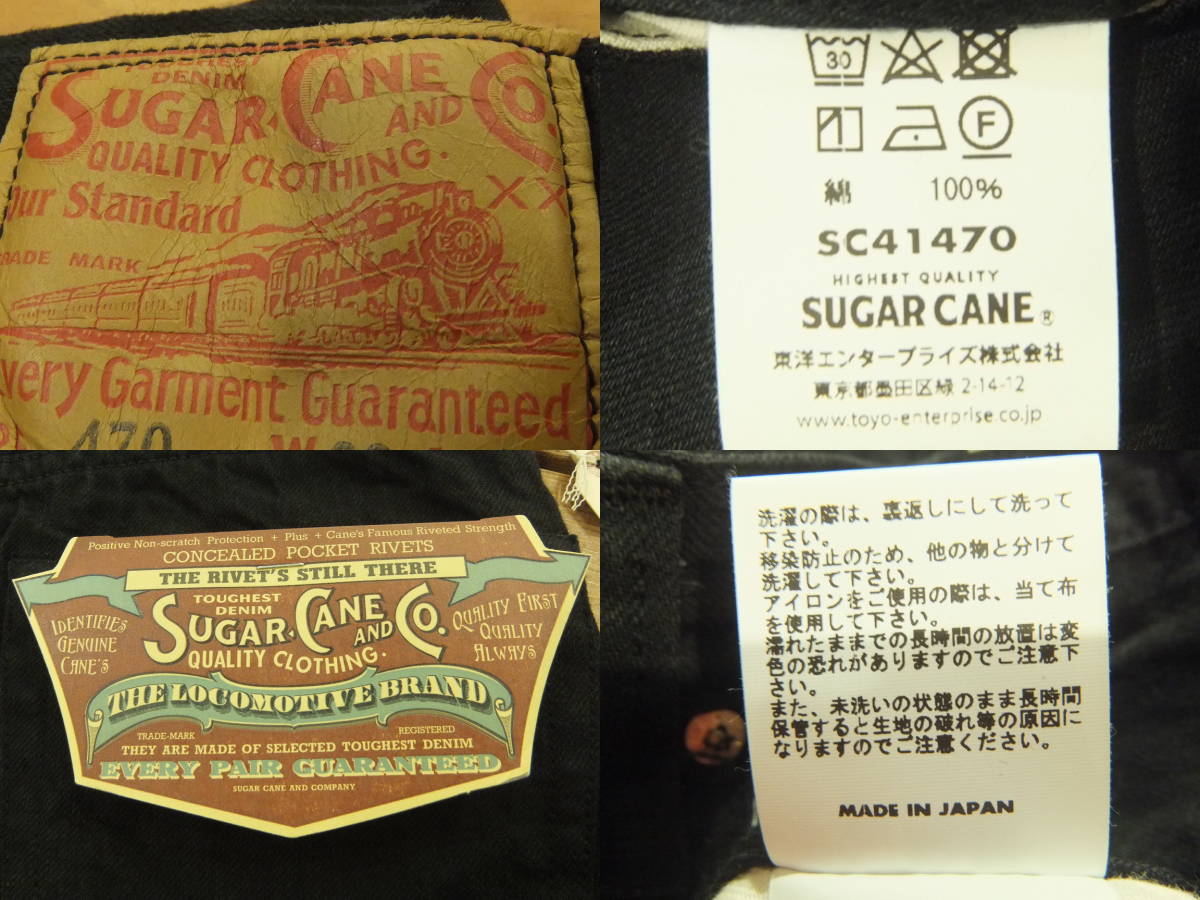 TOUGHEST
DENIM
SUGAR CANE AND CO.
QUALITY CLOTHING.
Our Standard
XX
TRADE MARK
Every Garment Guaranteed
470
W
30
F
綿 100%
SC41470
HIGHEST QUALITY
SUGAR CANE ®
東洋エンタープライズ株式会社
東京都墨田区緑 2-14-12
www.toyo-enterprise.co.jp
Positive Non-scratch Protection + Plus + Cane's Famous Riveted Strength
CONCEALED POCKET RIVETS
THE RIVET'S STILL THERE
IDENTIFIES
GENUINE
CANE'S
TOUGHEST
DENIM
SUGAR CANE AND CO.
QUALITY CLOTHING.
QUALITY FIRST
QUALITY
ALWAYS
THE LOCOMOTIVE BRAND
TRADE-MARK
REGISTERED
THEY ARE MADE OF SELECTED TOUGHEST DENIM
EVERY PAIR GUARANTEED
SUGAR CANE AND COMPANY
洗濯の際は、裏返しにして洗って
下さい。
移染防止のため、他の物と分けて
洗濯して下さい。
アイロンをご使用の際は、当て布
を使用して下さい。
濡れたままでの長時間の放置は変
色の恐れがありますのでご注意下
さい。
また、未洗いの状態のまま長時間
保管すると生地の破れ等の原因に
なりますのでご注意ください。
MADE IN JAPAN